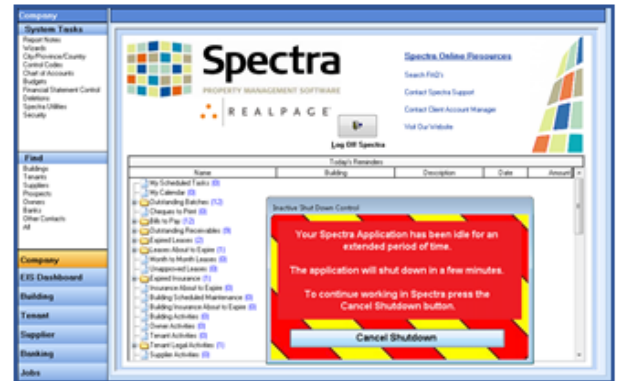 Company
System Tasks
Report Notes
Wizards
City/Province/County
Control Codes
Chart of Accounts
Budgets
Financial Statement Control
Deletions
Spectra Utilities
Security
Find
Buildings
Tenants
Suppliers
Prospects
Owners
Banks
Other Contacts
All
Company
EIS Dashboard
Building
Tenant
Supplier
Banking
Jobs
Spectra
PROPERTY MANAGEMENT SOFTWARE
REALPAGE
Log Off Spectra
Spectra Online Resources
Search FAQ's
Contact Spectra Support
Contact Client Account Manager
Visit Our Website
Today's Reminders
Name Building Description Date Amount
My Scheduled Tasks (0)
My Calendar (0)
Outstanding Batches (12)
Cheques to Print (0)
Bills to Pay (12)
Outstanding Receivables (9)
Expired Leases (2)
Leases About to Expire (1)
Month to Month Leases (0)
Unapproved Leases (0)
Expired Insurance (1)
Insurance About to Expire (0)
Building Scheduled Maintenance (0)
Building Insurance About to Expire (0)
Building Activities (0)
Owner Activities (0)
Tenant Activities (0)
Tenant Legal Activities (1)
Supplier Activities (0)
Inactive Shut Down Control
Your Spectra Application has been idle for an
extended period of time.
The application will shut down in a few minutes.
To continue working in Spectra press the
Cancel Shutdown button.
Cancel Shutdown